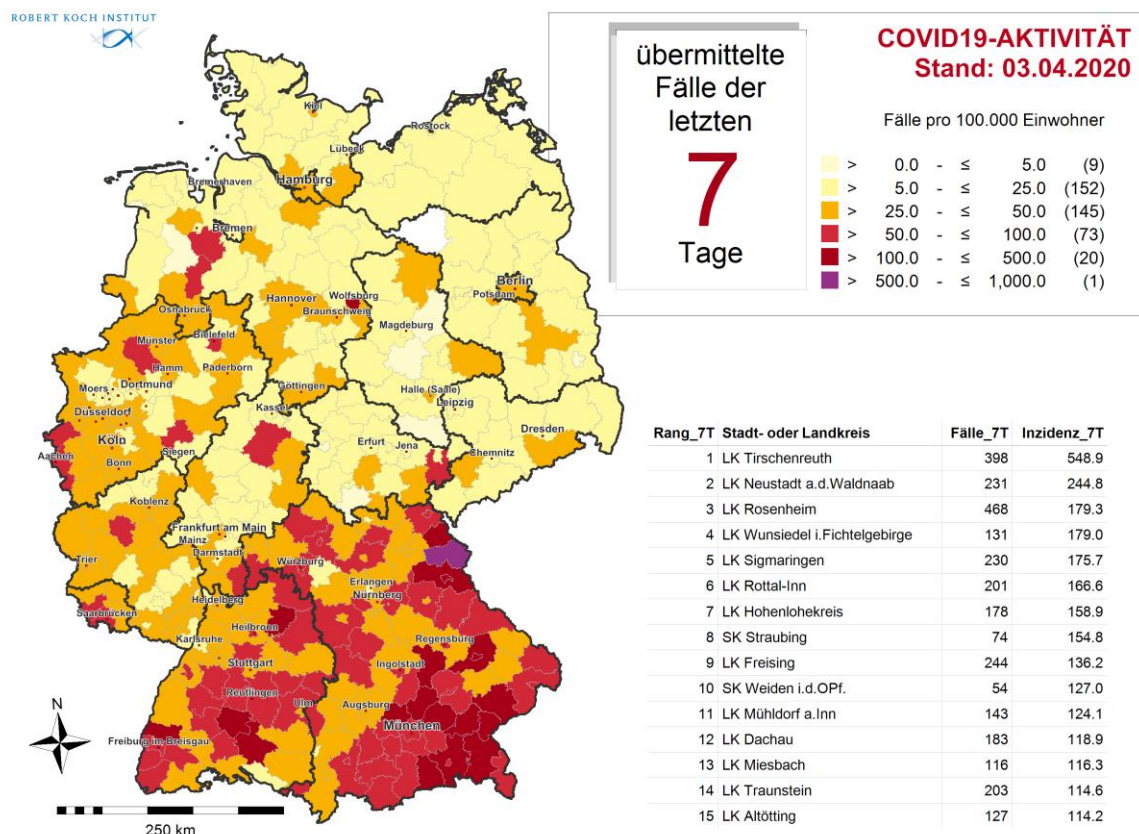 ROBERT KOCH INSTITUT
übermittelte
Fälle der
letzten
7
Tage
COVID19-AKTIVITÄT
Stand: 03.04.2020
Fälle pro 100.000 Einwohner
> 0.0 - ≤ 5.0 (9)
> 5.0 - ≤ 25.0 (152)
> 25.0 - ≤ 50.0 (145)
> 50.0 - ≤ 100.0 (73)
> 100.0 - ≤ 500.0 (20)
> 500.0 - ≤ 1,000.0 (1)
Kiel
Rostock
Lübeck
Hamburg
Bremerhaven
Bremen
Berlin
Potsdam
Hannover
Wolfsburg
Braunschweig
Osnabrück
Magdeburg
Bielefeld
Münster
Hamm
Paderborn
Moers
Dortmund
Göttingen
Halle (Saale)
Leipzig
Düsseldorf
Kassel
Köln
Erfurt
Jena
Dresden
Aachen
Siegen
Chemnitz
Bonn
Koblenz
Frankfurt am Main
Mainz
Trier
Darmstadt
Würzburg
Erlangen
Nürnberg
Saarbrücken
Heidelberg
Heilbronn
Karlsruhe
Regensburg
Stuttgart
Ingolstadt
Reutlingen
Ulm
Augsburg
München
Freiburg im Breisgau
N
250 km
Rang_7T Stadt- oder Landkreis Fälle_7T Inzidenz_7T
1 LK Tirschenreuth 398 548.9
2 LK Neustadt a.d.Waldnaab 231 244.8
3 LK Rosenheim 468 179.3
4 LK Wunsiedel i.Fichtelgebirge 131 179.0
5 LK Sigmaringen 230 175.7
6 LK Rottal-Inn 201 166.6
7 LK Hohenlohekreis 178 158.9
8 SK Straubing 74 154.8
9 LK Freising 244 136.2
10 SK Weiden i.d.OPf. 54 127.0
11 LK Mühldorf a.Inn 143 124.1
12 LK Dachau 183 118.9
13 LK Miesbach 116 116.3
14 LK Traunstein 203 114.6
15 LK Altötting 127 114.2